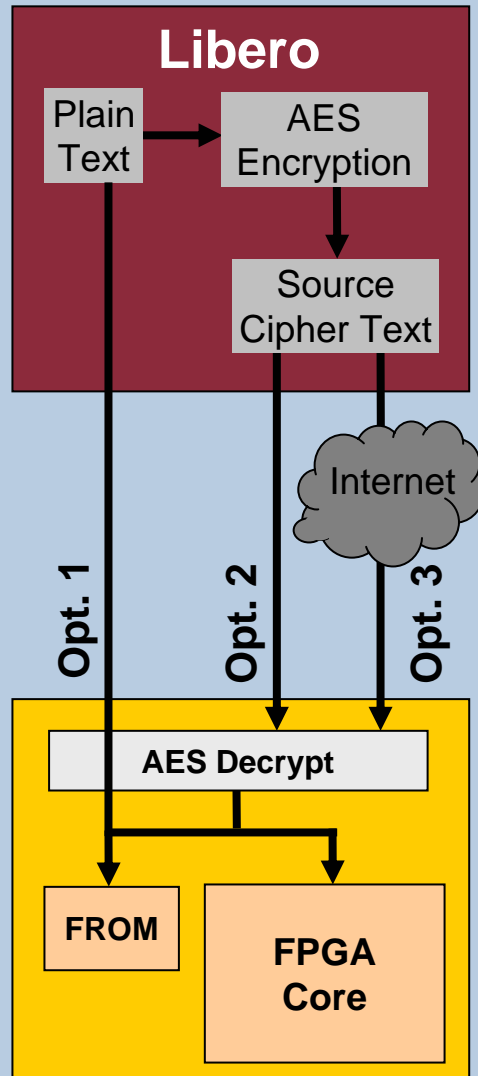 Libero
Plain
Text
AES
Encryption
Source
Cipher Text
Internet
Opt. 1
Opt. 2
Opt. 3
AES Decrypt
FROM
FPGA
Core